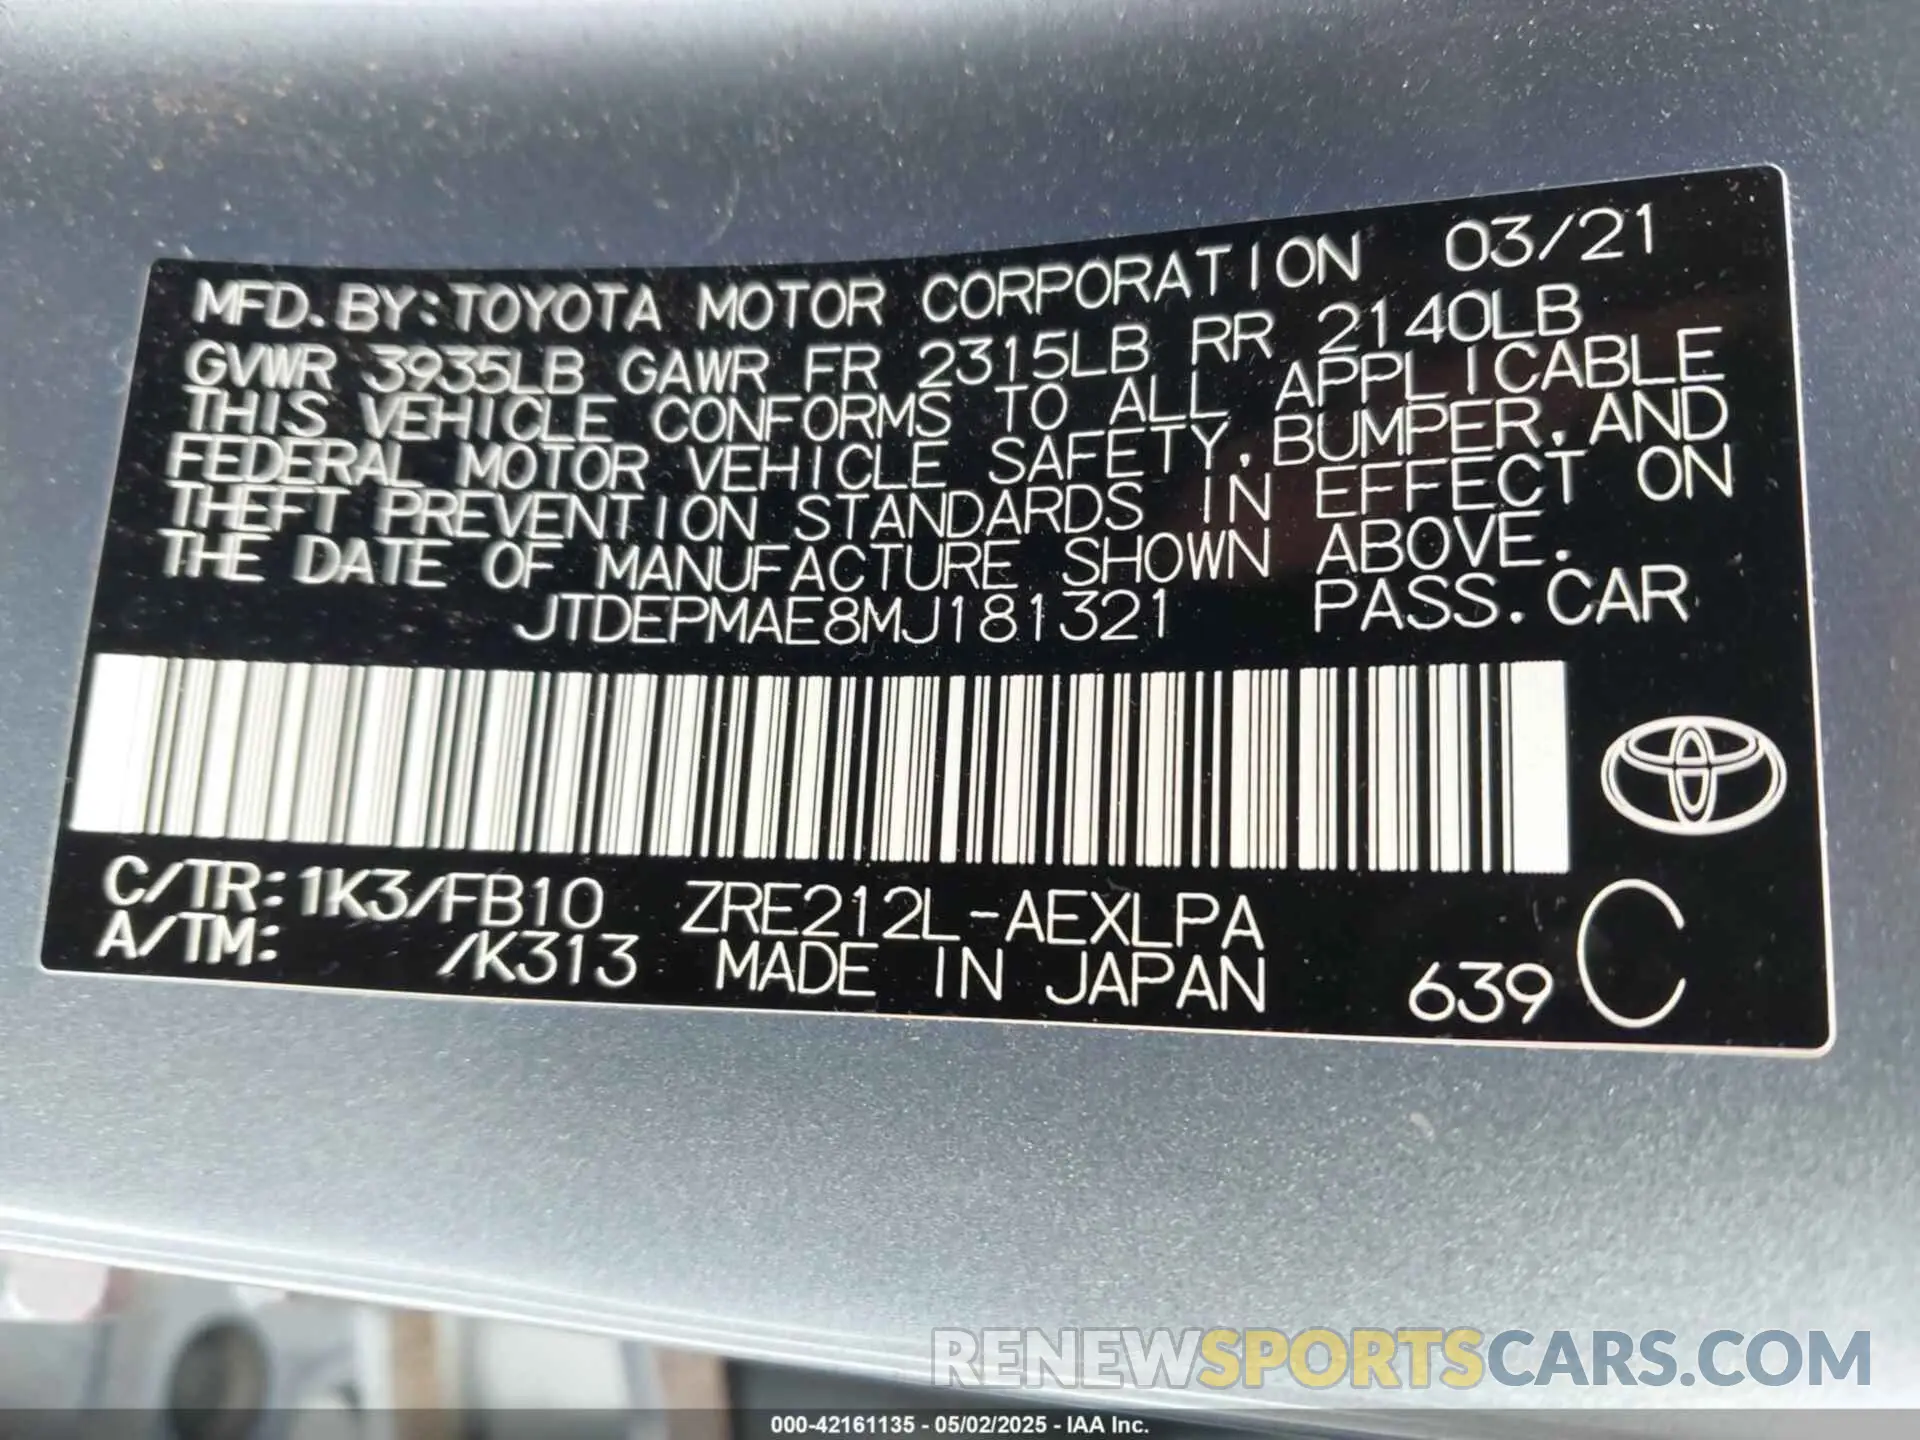 MFD. BY: TOYOTA MOTOR CORPORATION 03/21
GVWR 3935LB GAWR FR 2315LB RR 2140LB
THIS VEHICLE CONFORMS TO ALL APPLICABLE
FEDERAL MOTOR VEHICLE SAFETY, BUMPER, AND
THEFT PREVENTION STANDARDS IN EFFECT ON
THE DATE OF MANUFACTURE SHOWN ABOVE.
JTDEPMAE8MJ181321 PASS. CAR
C/TR: 1K3/FB10 ZRE212L-AEXLPA
A/TM: /K313 MADE IN JAPAN 639 C
RENEWSPORTSCARS.COM
000-42161135 - 05/02/2025 - IAA Inc.